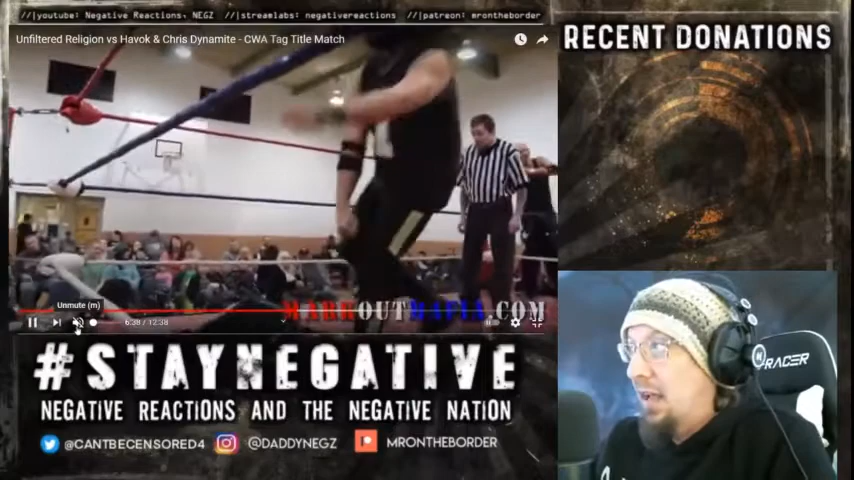 //|youtube: Negative Reactions, NEGZ //|streamlabs: negativereactions //|patreon: mrontheborder
Unfiltered Religion vs Havok & Chris Dynamite - CWA Tag Title Match
RECENT DONATIONS
Unmute (m)
MARKOUTMAFIA.COM
6:38 / 12:38
RACER
#STAYNEGATIVE
NEGATIVE REACTIONS AND THE NEGATIVE NATION
@CANTBECENSORED4 @DADDYNEGZ MRONTHEBORDER